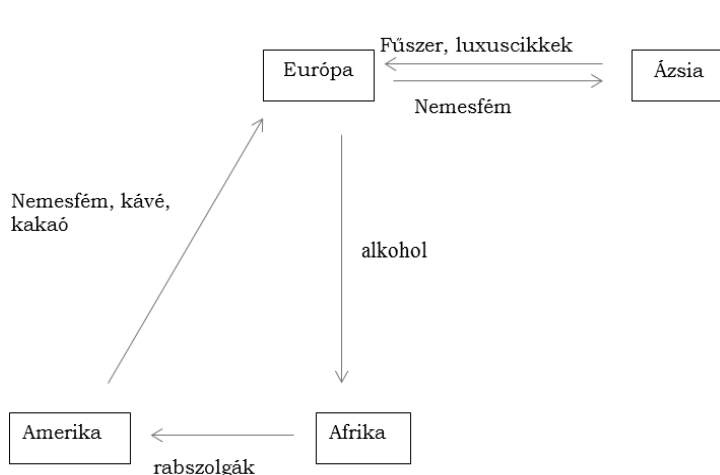 Fűszer, luxuscikkek
Európa
Ázsia
Nemesfém
Nemesfém, kávé,
kakaó
alkohol
Amerika
Afrika
rabszolgák